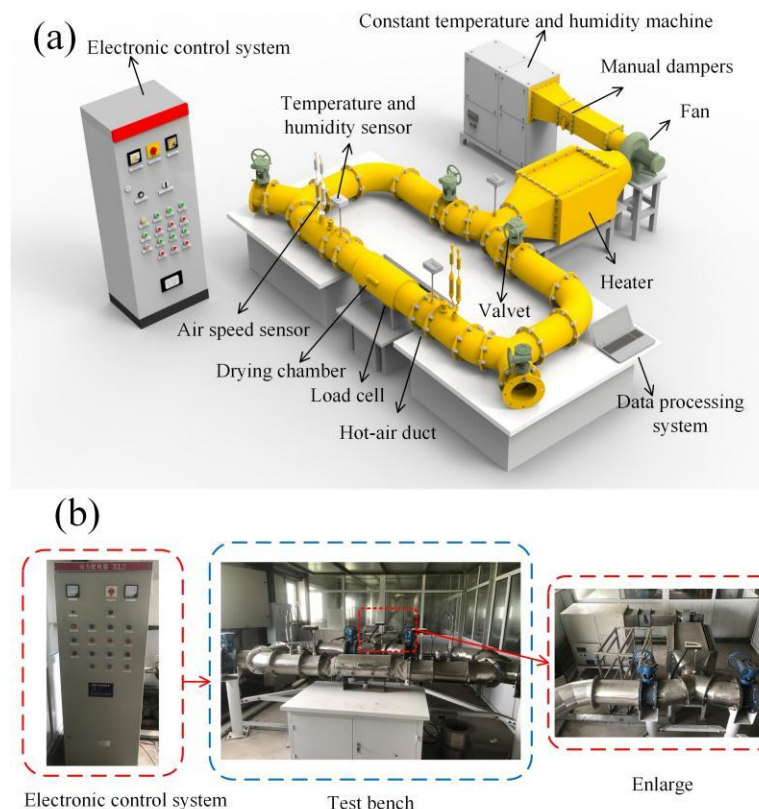 (a)
Electronic control system
Constant temperature and humidity machine
Manual dampers
Fan
Temperature and
humidity sensor
Heater
Valvet
Air speed sensor
Drying chamber
Load cell
Hot-air duct
Data processing
system
(b)
Electronic control system
Test bench
Enlarge